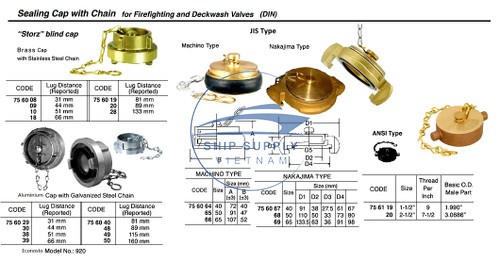 Sealing Cap with Chain for Firefighting and Deckwash Valves (DIN)
"Storz" blind cap
Brass Cap
with Stainless Steel Chain
CODE Lug Distance (Reported)
75 60 08 31 mm
09 44 mm
10 51 mm
18 66 mm
CODE Lug Distance (Reported)
75 60 19 81 mm
20 89 mm
28 133 mm
Aluminium Cap with Galvanized Steel Chain
CODE Lug Distance (Reported)
75 60 29 31 mm
30 44 mm
38 51 mm
39 66 mm
CODE Lug Distance (Reported)
75 60 40 81 mm
48 89 mm
49 115 mm
50 160 mm
Economito Model No.: 920
JIS Type
Machino Type
Nakajima Type
A
B
D1
D2
D3
D4
SHIP SUPPLY
VIETNAM
MACHINO TYPE
CODE Size (mm) A (±3) B (±3)
75 60 64 40 72 40
65 50 91 47
66 65 107 52
NAKAJIMA TYPE
CODE Size Size (mm)
D1 D2 D3 D4
75 60 67 40 91 38 27.5 61 67
68 50 110 50 33 73 80
69 65 133.5 63 36 91 98
ANSI Type
CODE Size Thread Per Inch Basic O.D. Male Part
75 61 19 1-1/2" 9 1.990"
20 2-1/2" 7-1/2 3.0686"